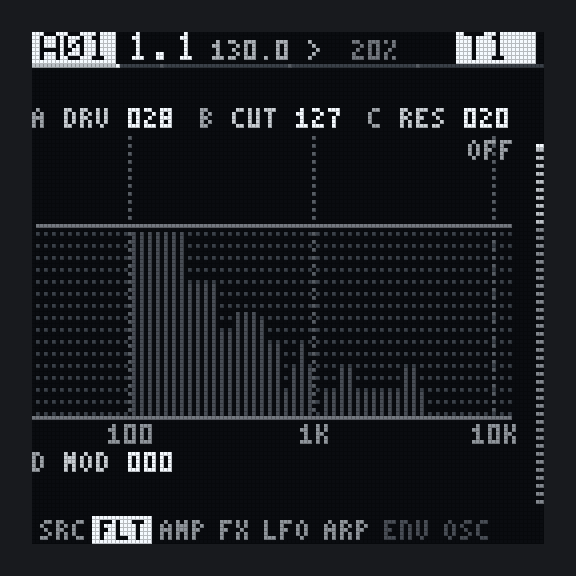 A01 1.1 130.0 > 20% T1
A DRV 028 B CUT 127 C RES 020
OFF
100 1K 10K
D MOD 000
SRC FLT AMP FX LFO ARP ENV OSC